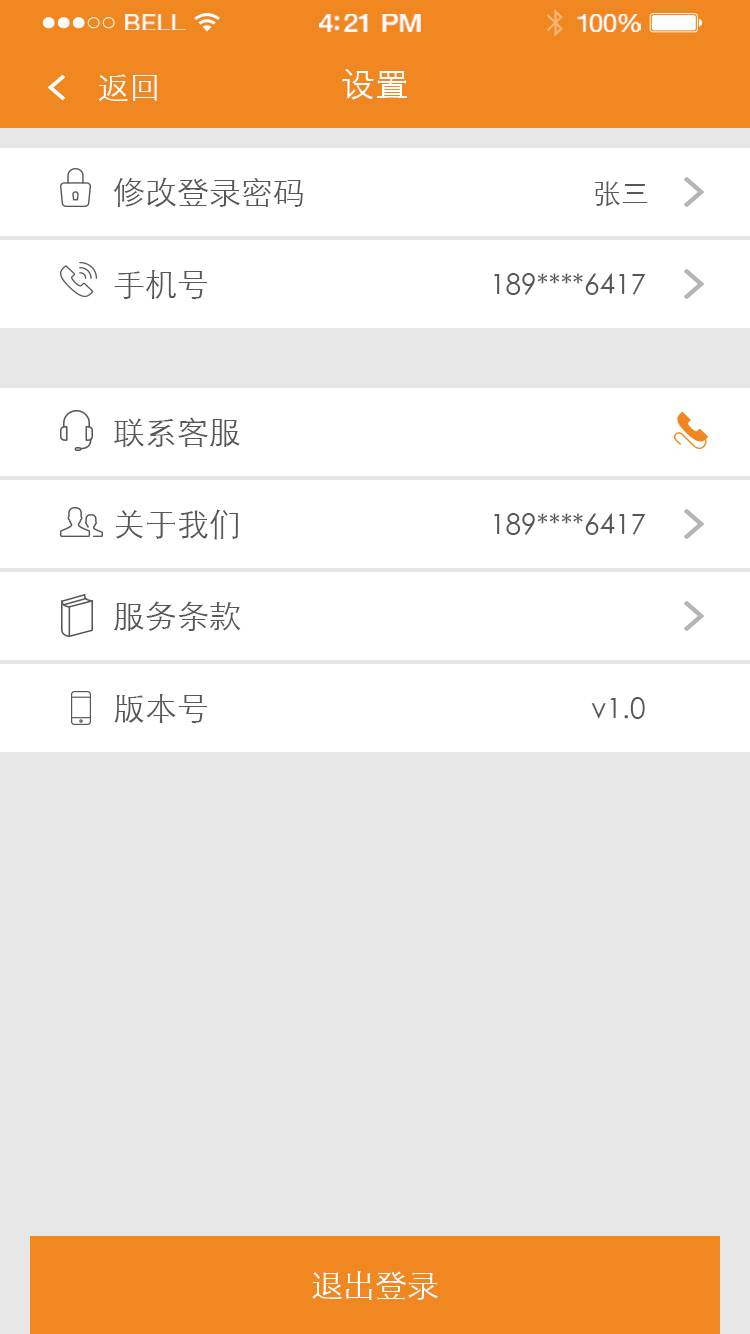 BELL 4:21 PM 100%
返回 设置
修改登录密码 张三
手机号 189****6417
联系客服
关于我们 189****6417
服务条款
版本号 v1.0
退出登录